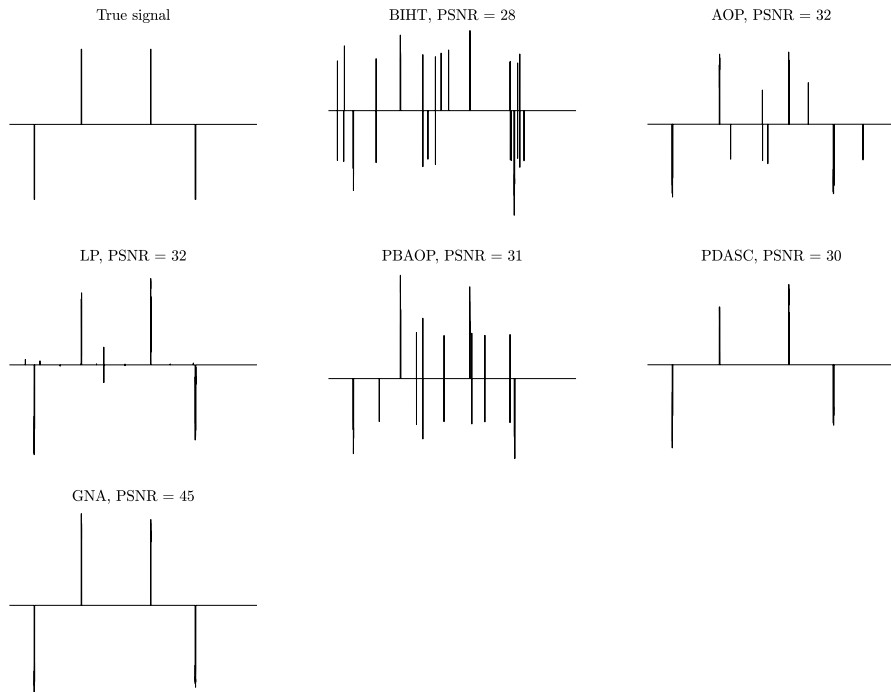 True signal
BIHT, PSNR = 28
AOP, PSNR = 32
LP, PSNR = 32
PBAOP, PSNR = 31
PDASC, PSNR = 30
GNA, PSNR = 45